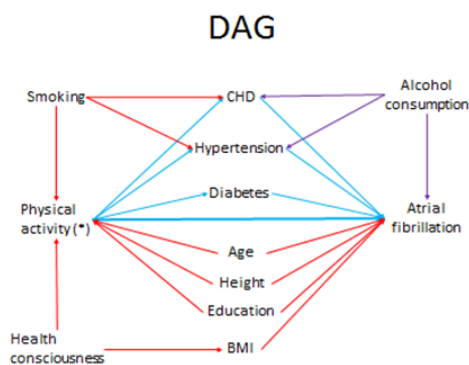 DAG
Smoking
CHD
Alcohol
consumption
Hypertension
Diabetes
Physical
activity (*)
Atrial
fibrillation
Age
Height
Education
Health
consciousness
BMI